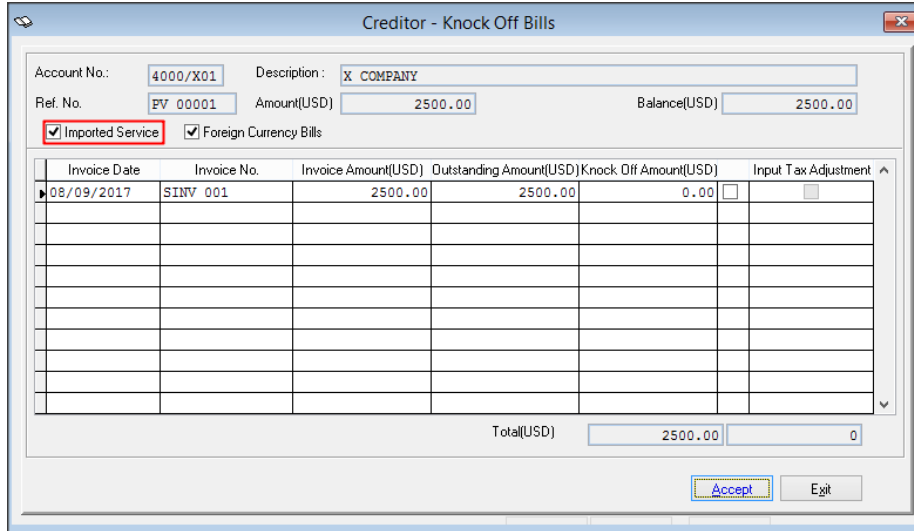 Creditor - Knock Off Bills
Account No.: 4000/X01 Description : X COMPANY
Ref. No. PV 00001 Amount(USD) 2500.00 Balance(USD) 2500.00
Imported Service Foreign Currency Bills
Invoice Date Invoice No. Invoice Amount(USD) Outstanding Amount(USD) Knock Off Amount(USD) Input Tax Adjustment
08/09/2017 SINV 001 2500.00 2500.00 0.00
Total(USD) 2500.00 0
Accept Exit